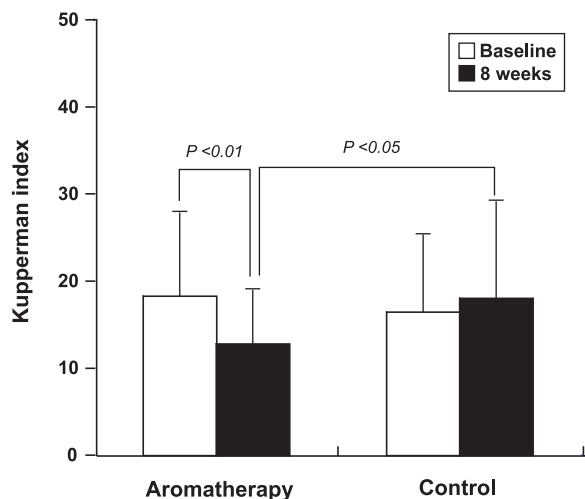 50
Baseline
8 weeks
40
P <0.01
P <0.05
30
Kupperman index
20
10
0
Aromatherapy
Control